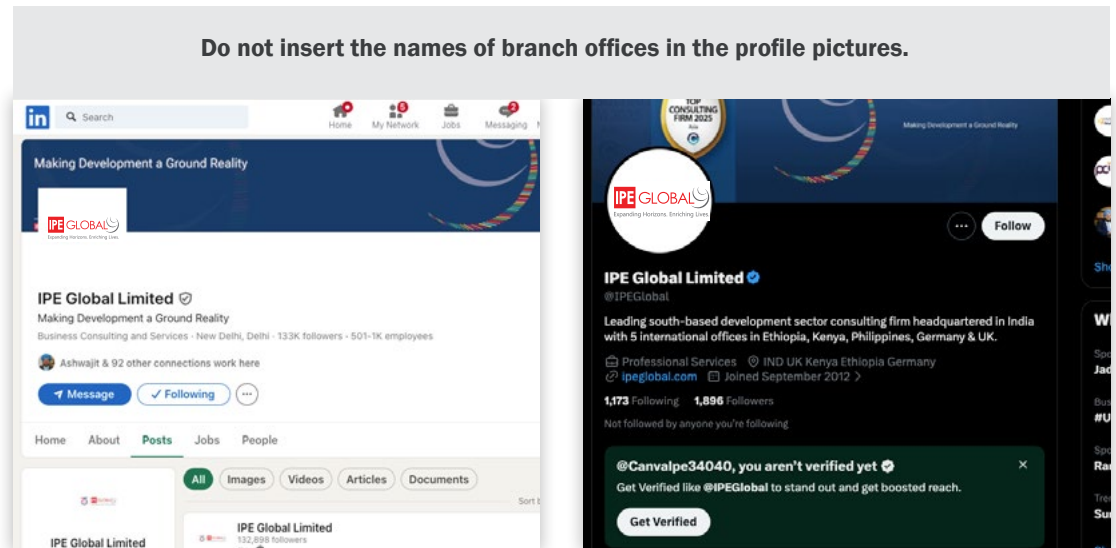 Do not insert the names of branch offices in the profile pictures.
in
Search
Home
My Network
5
Jobs
Messaging
2
Making Development a Ground Reality
IPE GLOBAL
Expanding Horizons. Enriching Lives.
IPE Global Limited
Making Development a Ground Reality
Business Consulting and Services · New Delhi, Delhi · 133K followers · 501-1K employees
Ashwajit & 92 other connections work here
Message
Following
Home About Posts Jobs People
All Images Videos Articles Documents
Sort
IPE Global Limited
IPE Global Limited
132,898 followers
TOP
CONSULTING
FIRM 2025
Asia
Making Development a Ground Reality
IPE GLOBAL
Expanding Horizons. Enriching Lives.
Follow
IPE Global Limited
@IPEGlobal
Leading south-based development sector consulting firm headquartered in India
with 5 international offices in Ethiopia, Kenya, Philippines, Germany & UK.
Professional Services IND UK Kenya Ethiopia Germany
ipeglobal.com Joined September 2012
1,173 Following 1,896 Followers
Not followed by anyone you're following
@Canvalpe34040, you aren't verified yet
Get Verified like @IPEGlobal to stand out and get boosted reach.
Get Verified